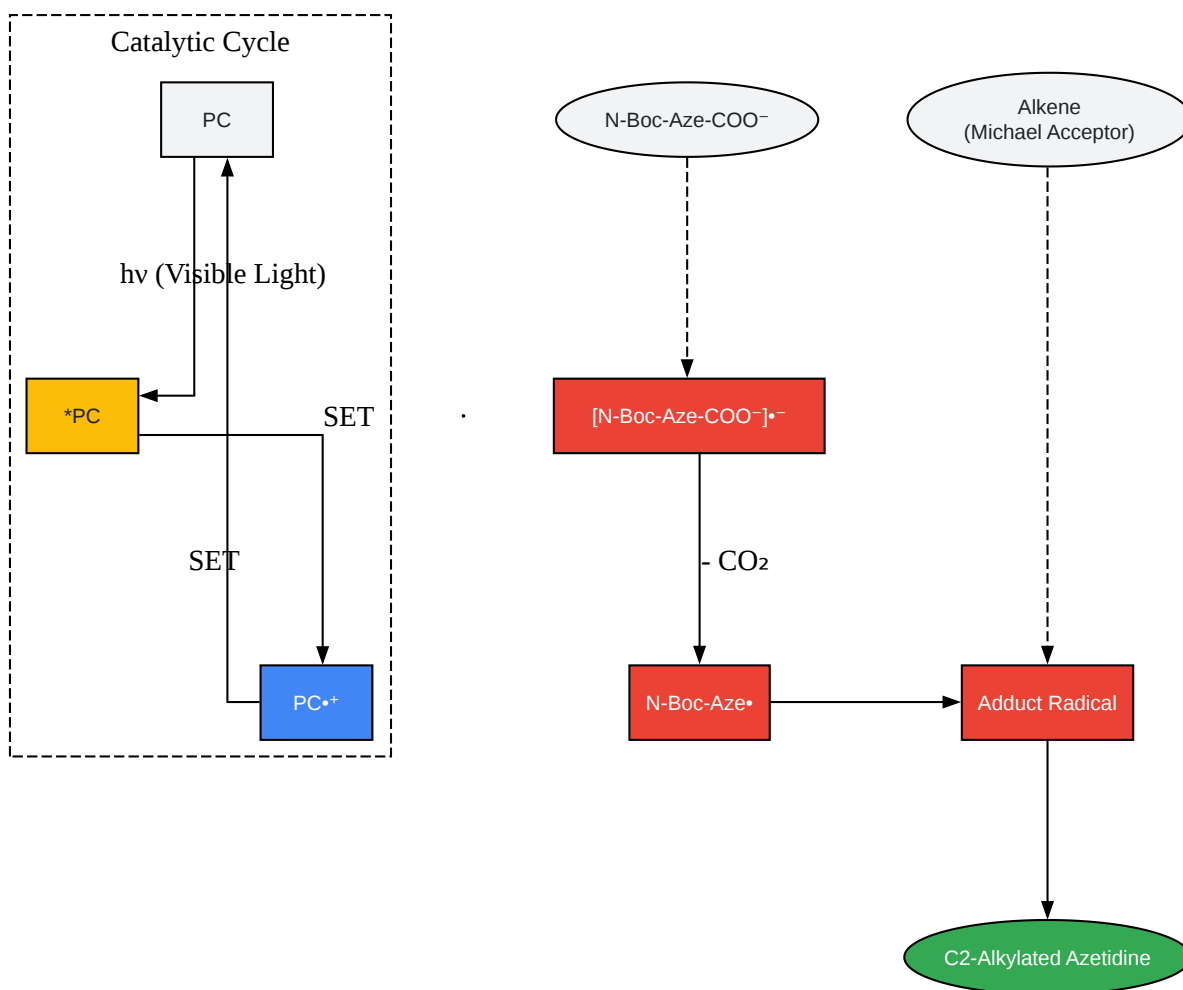 Catalytic Cycle
PC
N-Boc-Aze-COO⁻
Alkene
(Michael Acceptor)
hν (Visible Light)
*PC
SET
.
[N-Boc-Aze-COO⁻]•⁻
SET
- CO₂
PC•⁺
N-Boc-Aze•
Adduct Radical
C2-Alkylated Azetidine